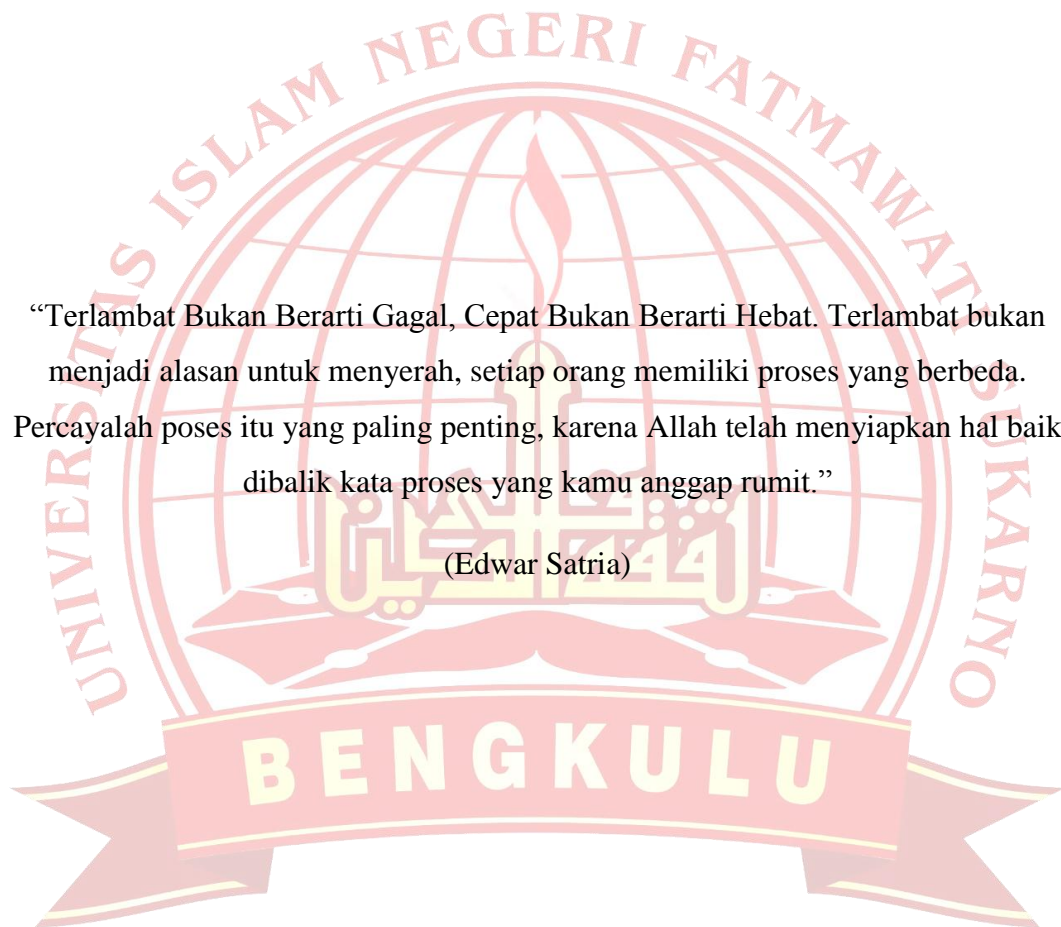 UNIVERSITAS ISLAM NEGERI FATMAWATI SUKARNO
“Terlambat Bukan Berarti Gagal, Cepat Bukan Berarti Hebat. Terlambat bukan
menjadi alasan untuk menyerah, setiap orang memiliki proses yang berbeda.
Percayalah poses itu yang paling penting, karena Allah telah menyiapkan hal baik
dibalik kata proses yang kamu anggap rumit.”
(Edwar Satria)
BENGKULU